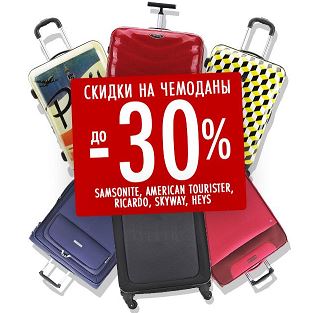 СКИДКИ НА ЧЕМОДАНЫ
ДО
-30%
SAMSONITE, AMERICAN TOURISTER,
RICARDO, SKYWAY, HEYS